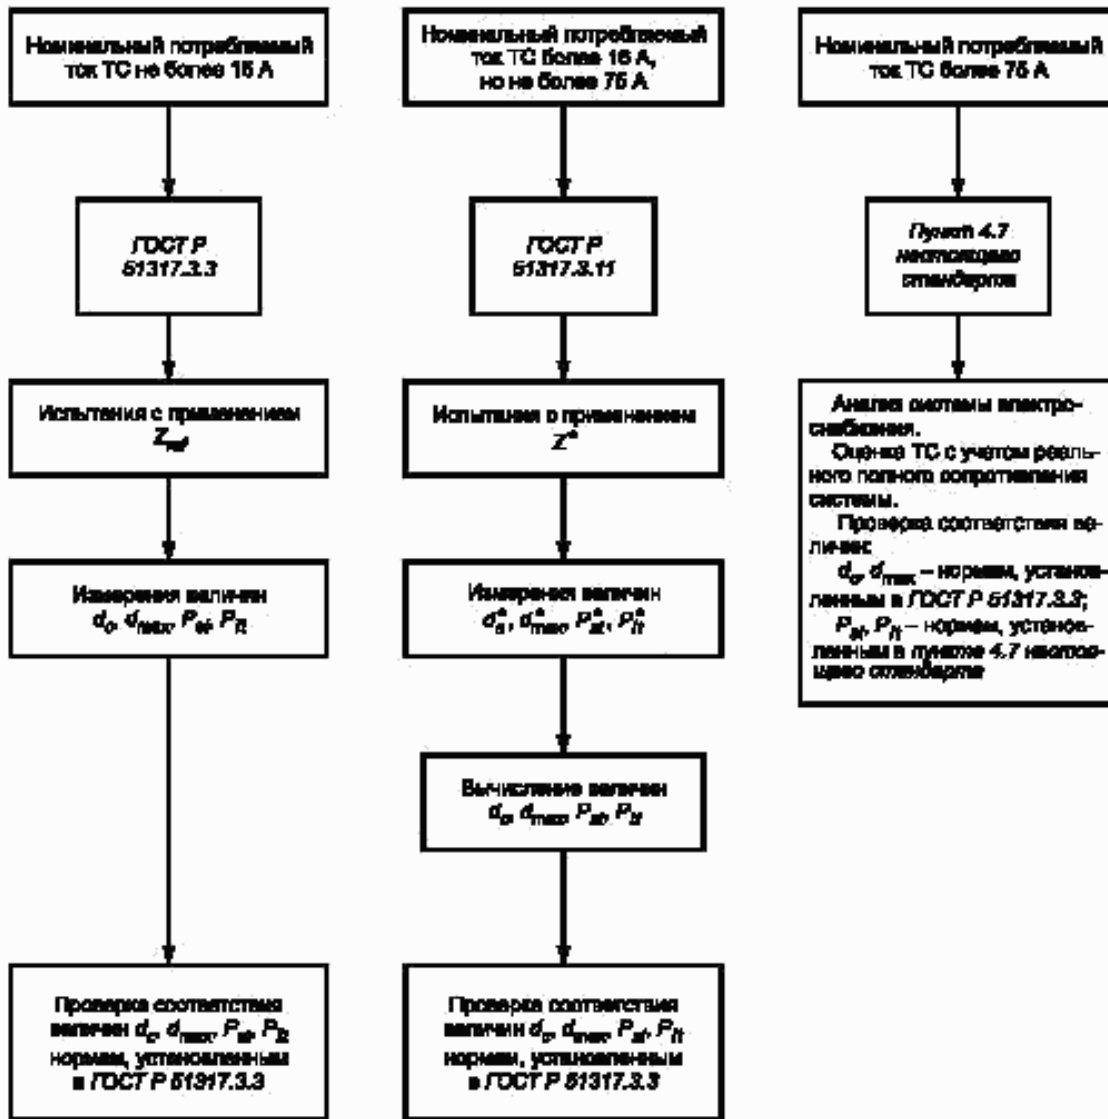 Номинальный потребляемый
ток ТС не более 16 А
ГОСТ Р
51317.3.3
Испытания с применением
Z_ref
Измерения величин
d_c, d_max, P_st, P_lt
Проверка соответствия
величин d_c, d_max, P_st, P_lt
нормам, установленным
в ГОСТ Р 51317.3.3
Номинальный потребляемый
ток ТС более 16 А,
но не более 75 А
ГОСТ Р
51317.3.11
Испытания с применением
Z*
Измерения величин
d_c*, d_max*, P_st*, P_lt*
Вычисление величин
d_c, d_max, P_st, P_lt
Проверка соответствия
величин d_c, d_max, P_st, P_lt
нормам, установленным
в ГОСТ Р 51317.3.3
Номинальный потребляемый
ток ТС более 75 А
Пункт 4.7
настоящего
стандарта
Анализ системы электро-
снабжения.
Оценка ТС с учетом реаль-
ного полного сопротивления
системы.
Проверка соответствия ве-
личин:
d_c, d_max – нормам, установ-
ленным в ГОСТ Р 51317.3.3;
P_st, P_lt – нормам, установ-
ленным в пункте 4.7 настоя-
щего стандарта